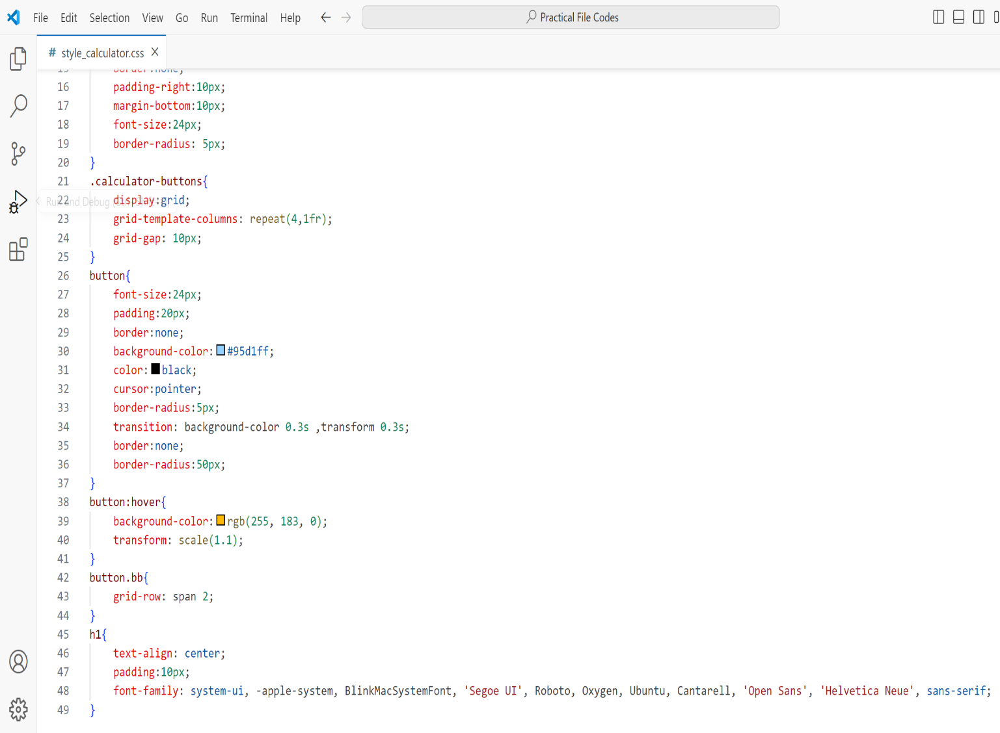 File Edit Selection View Go Run Terminal Help Practical File Codes
# style_calculator.css
15 border:none;
16 padding-right:10px;
17 margin-bottom:10px;
18 font-size:24px;
19 border-radius: 5px;
20 }
21 .calculator-buttons{
22 display:grid;
Run and Debug
23 grid-template-columns: repeat(4,1fr);
24 grid-gap: 10px;
25 }
26 button{
27 font-size:24px;
28 padding:20px;
29 border:none;
30 background-color:#95d1ff;
31 color:black;
32 cursor:pointer;
33 border-radius:5px;
34 transition: background-color 0.3s ,transform 0.3s;
35 border:none;
36 border-radius:50px;
37 }
38 button:hover{
39 background-color:rgb(255, 183, 0);
40 transform: scale(1.1);
41 }
42 button.bb{
43 grid-row: span 2;
44 }
45 h1{
46 text-align: center;
47 padding:10px;
48 font-family: system-ui, -apple-system, BlinkMacSystemFont, 'Segoe UI', Roboto, Oxygen, Ubuntu, Cantarell, 'Open Sans', 'Helvetica Neue', sans-serif;
49 }